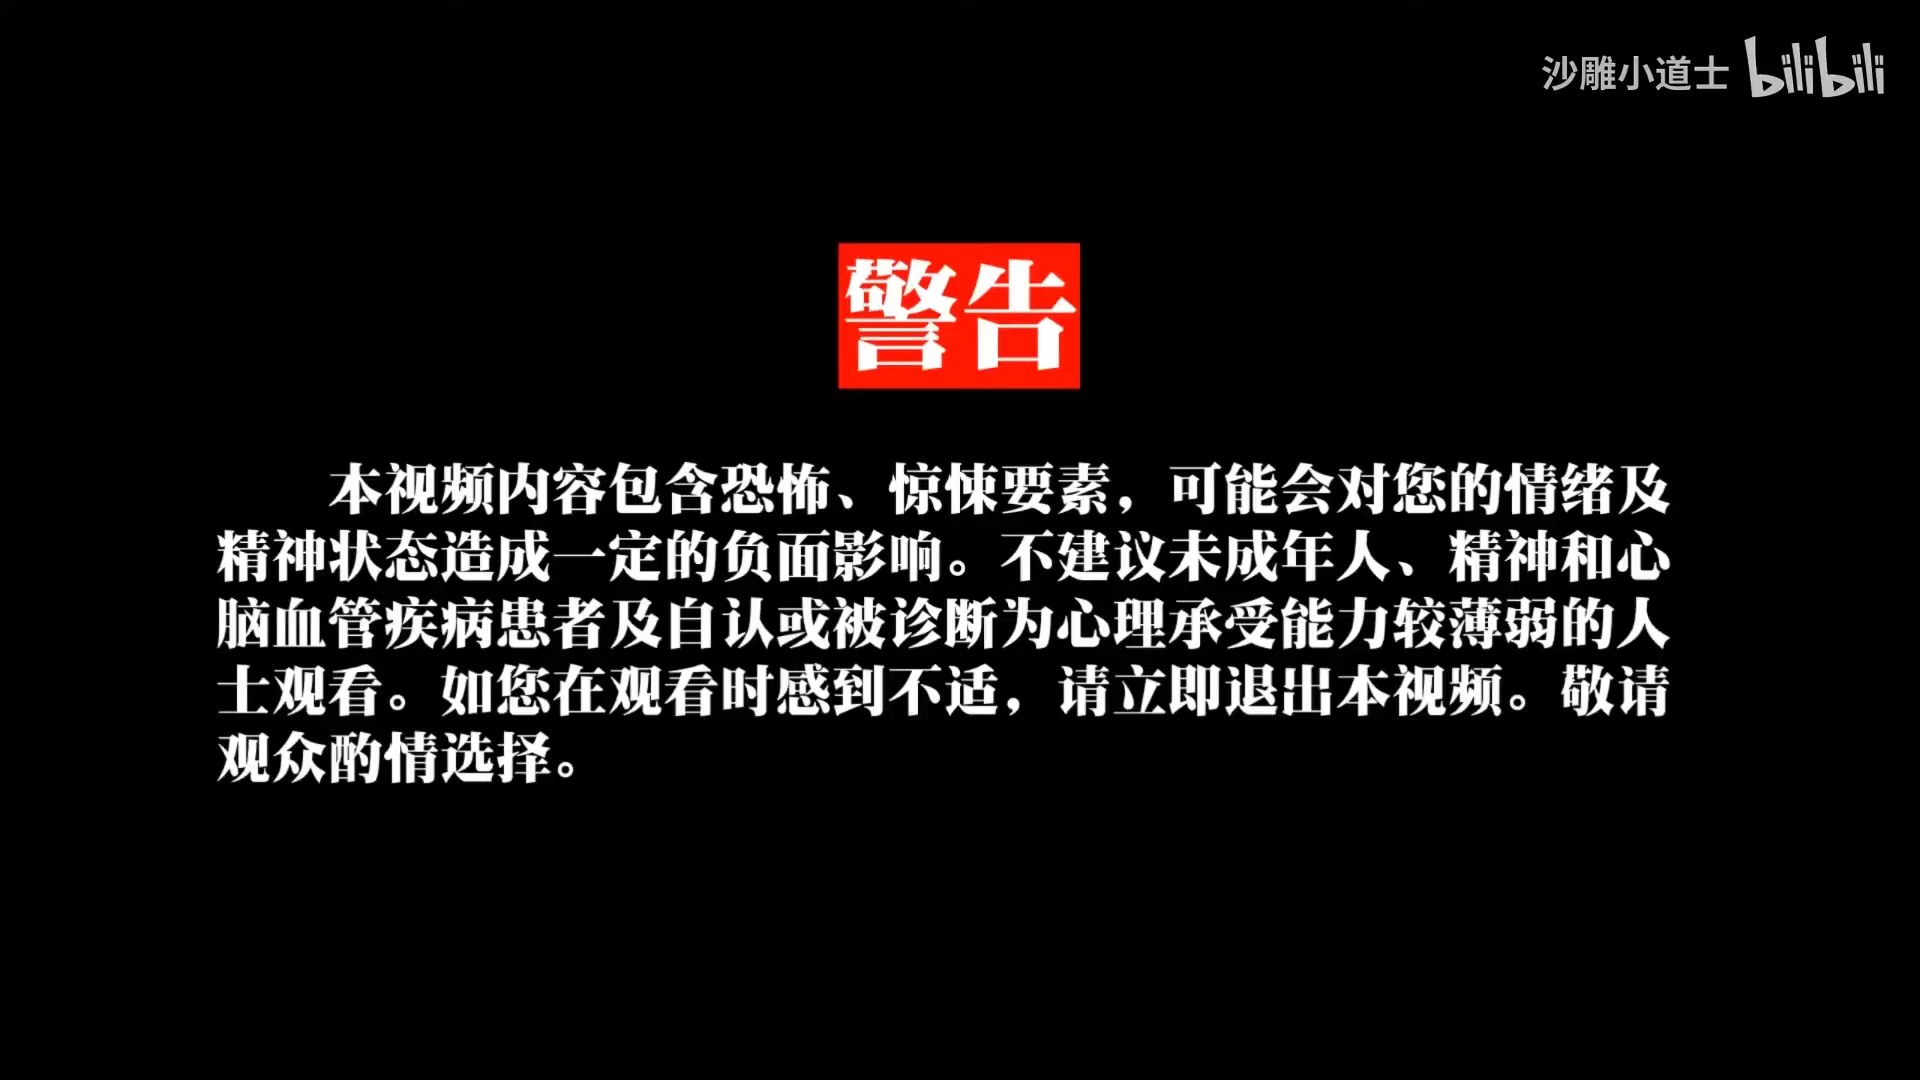 沙雕小道士 bilibili
警告
本视频内容包含恐怖、惊悚要素，可能会对您的情绪及
精神状态造成一定的负面影响。不建议未成年人、精神和心
脑血管疾病患者及自认或被诊断为心理承受能力较薄弱的人
士观看。如您在观看时感到不适，请立即退出本视频。敬请
观众酌情选择。